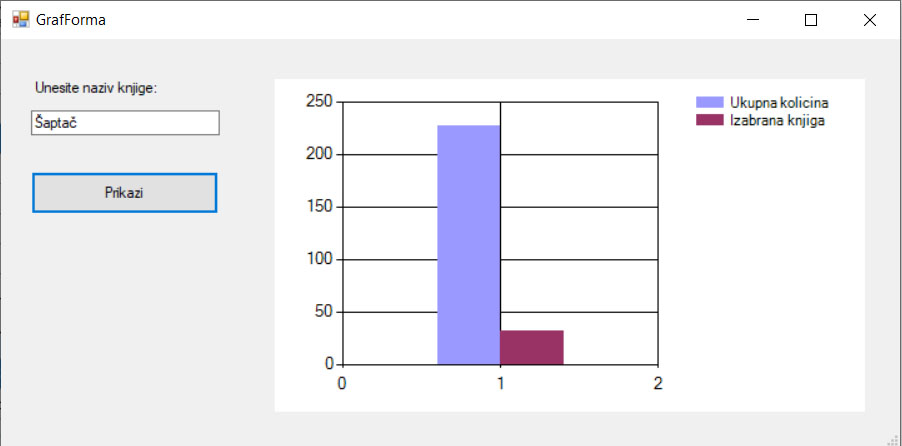 GrafForma
Unesite naziv knjige:
Šaptač
Prikazi
250
200
150
100
50
0
0 1 2
Ukupna kolicina
Izabrana knjiga